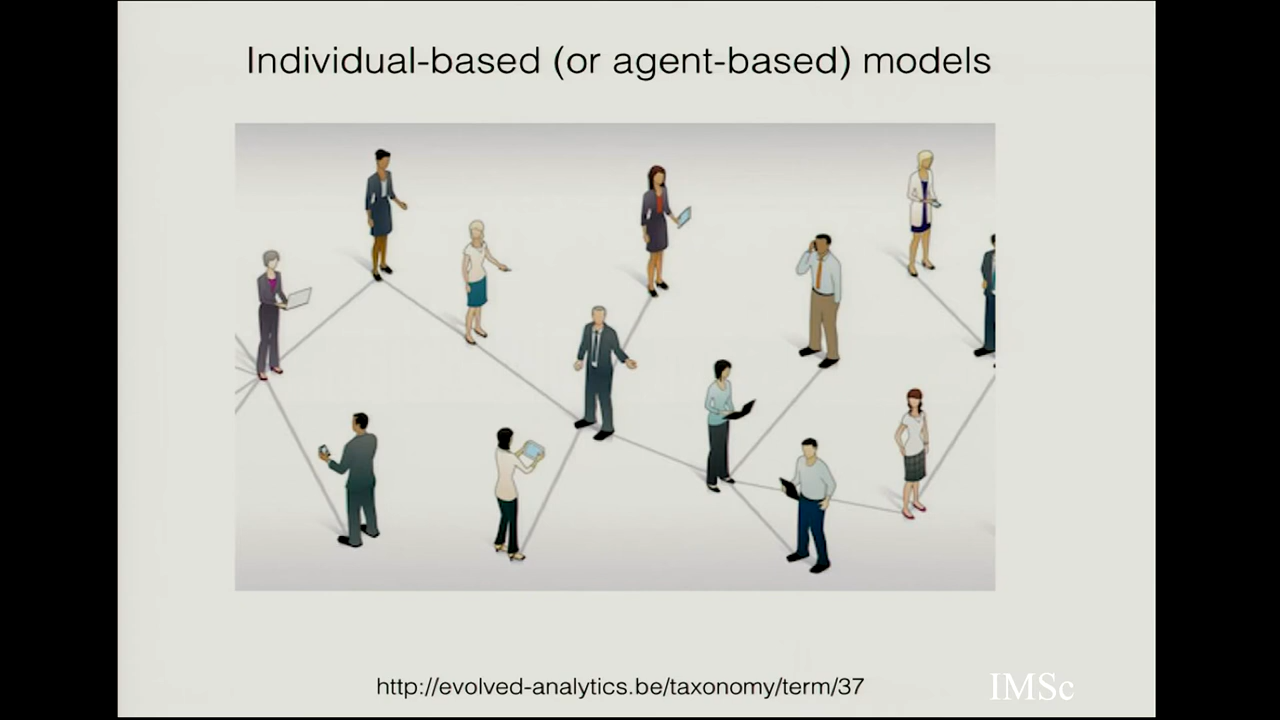 Individual-based (or agent-based) models
http://evolved-analytics.be/taxonomy/term/37
IMSc